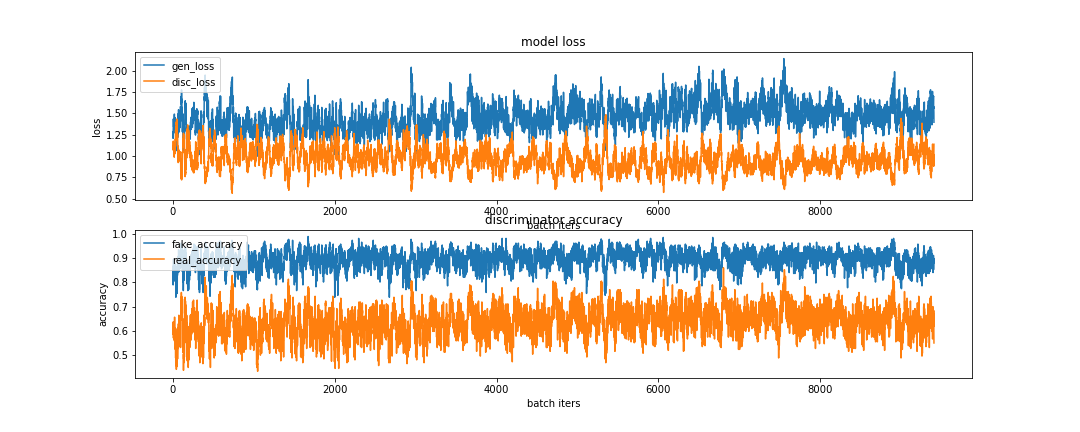 model loss
gen_loss
disc_loss
2.00
1.75
1.50
1.25
1.00
0.75
0.50
loss
0 2000 4000 6000 8000
batch iters
discriminator accuracy
fake_accuracy
real_accuracy
1.0
0.9
0.8
0.7
0.6
0.5
accuracy
0 2000 4000 6000 8000
batch iters